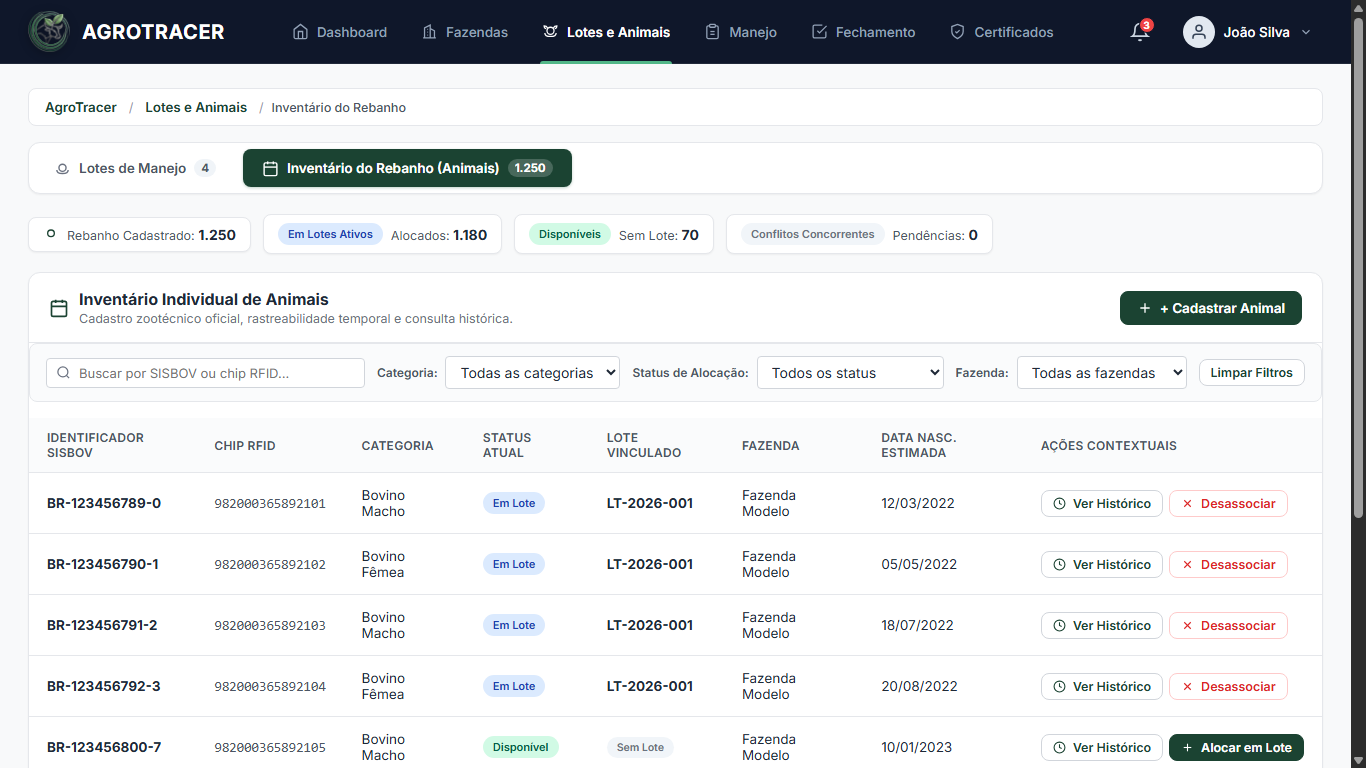 AGROTRACER
Dashboard
Fazendas
Lotes e Animais
Manejo
Fechamento
Certificados
3
João Silva
AgroTracer / Lotes e Animais / Inventário do Rebanho
Lotes de Manejo 4
Inventário do Rebanho (Animais) 1.250
Rebanho Cadastrado: 1.250
Em Lotes Ativos Alocados: 1.180
Disponíveis Sem Lote: 70
Conflitos Concorrentes Pendências: 0
Inventário Individual de Animais
Cadastro zootécnico oficial, rastreabilidade temporal e consulta histórica.
+ + Cadastrar Animal
Buscar por SISBOV ou chip RFID...
Categoria: Todas as categorias
Status de Alocação: Todos os status
Fazenda: Todas as fazendas
Limpar Filtros
IDENTIFICADOR
SISBOV
CHIP RFID
CATEGORIA
STATUS
ATUAL
LOTE
VINCULADO
FAZENDA
DATA NASC.
ESTIMADA
AÇÕES CONTEXTUAIS
BR-123456789-0
982000365892101
Bovino
Macho
Em Lote
LT-2026-001
Fazenda
Modelo
12/03/2022
Ver Histórico
× Desassociar
BR-123456790-1
982000365892102
Bovino
Fêmea
Em Lote
LT-2026-001
Fazenda
Modelo
05/05/2022
Ver Histórico
× Desassociar
BR-123456791-2
982000365892103
Bovino
Macho
Em Lote
LT-2026-001
Fazenda
Modelo
18/07/2022
Ver Histórico
× Desassociar
BR-123456792-3
982000365892104
Bovino
Fêmea
Em Lote
LT-2026-001
Fazenda
Modelo
20/08/2022
Ver Histórico
× Desassociar
BR-123456800-7
982000365892105
Bovino
Macho
Disponível
Sem Lote
Fazenda
Modelo
10/01/2023
Ver Histórico
+ Alocar em Lote